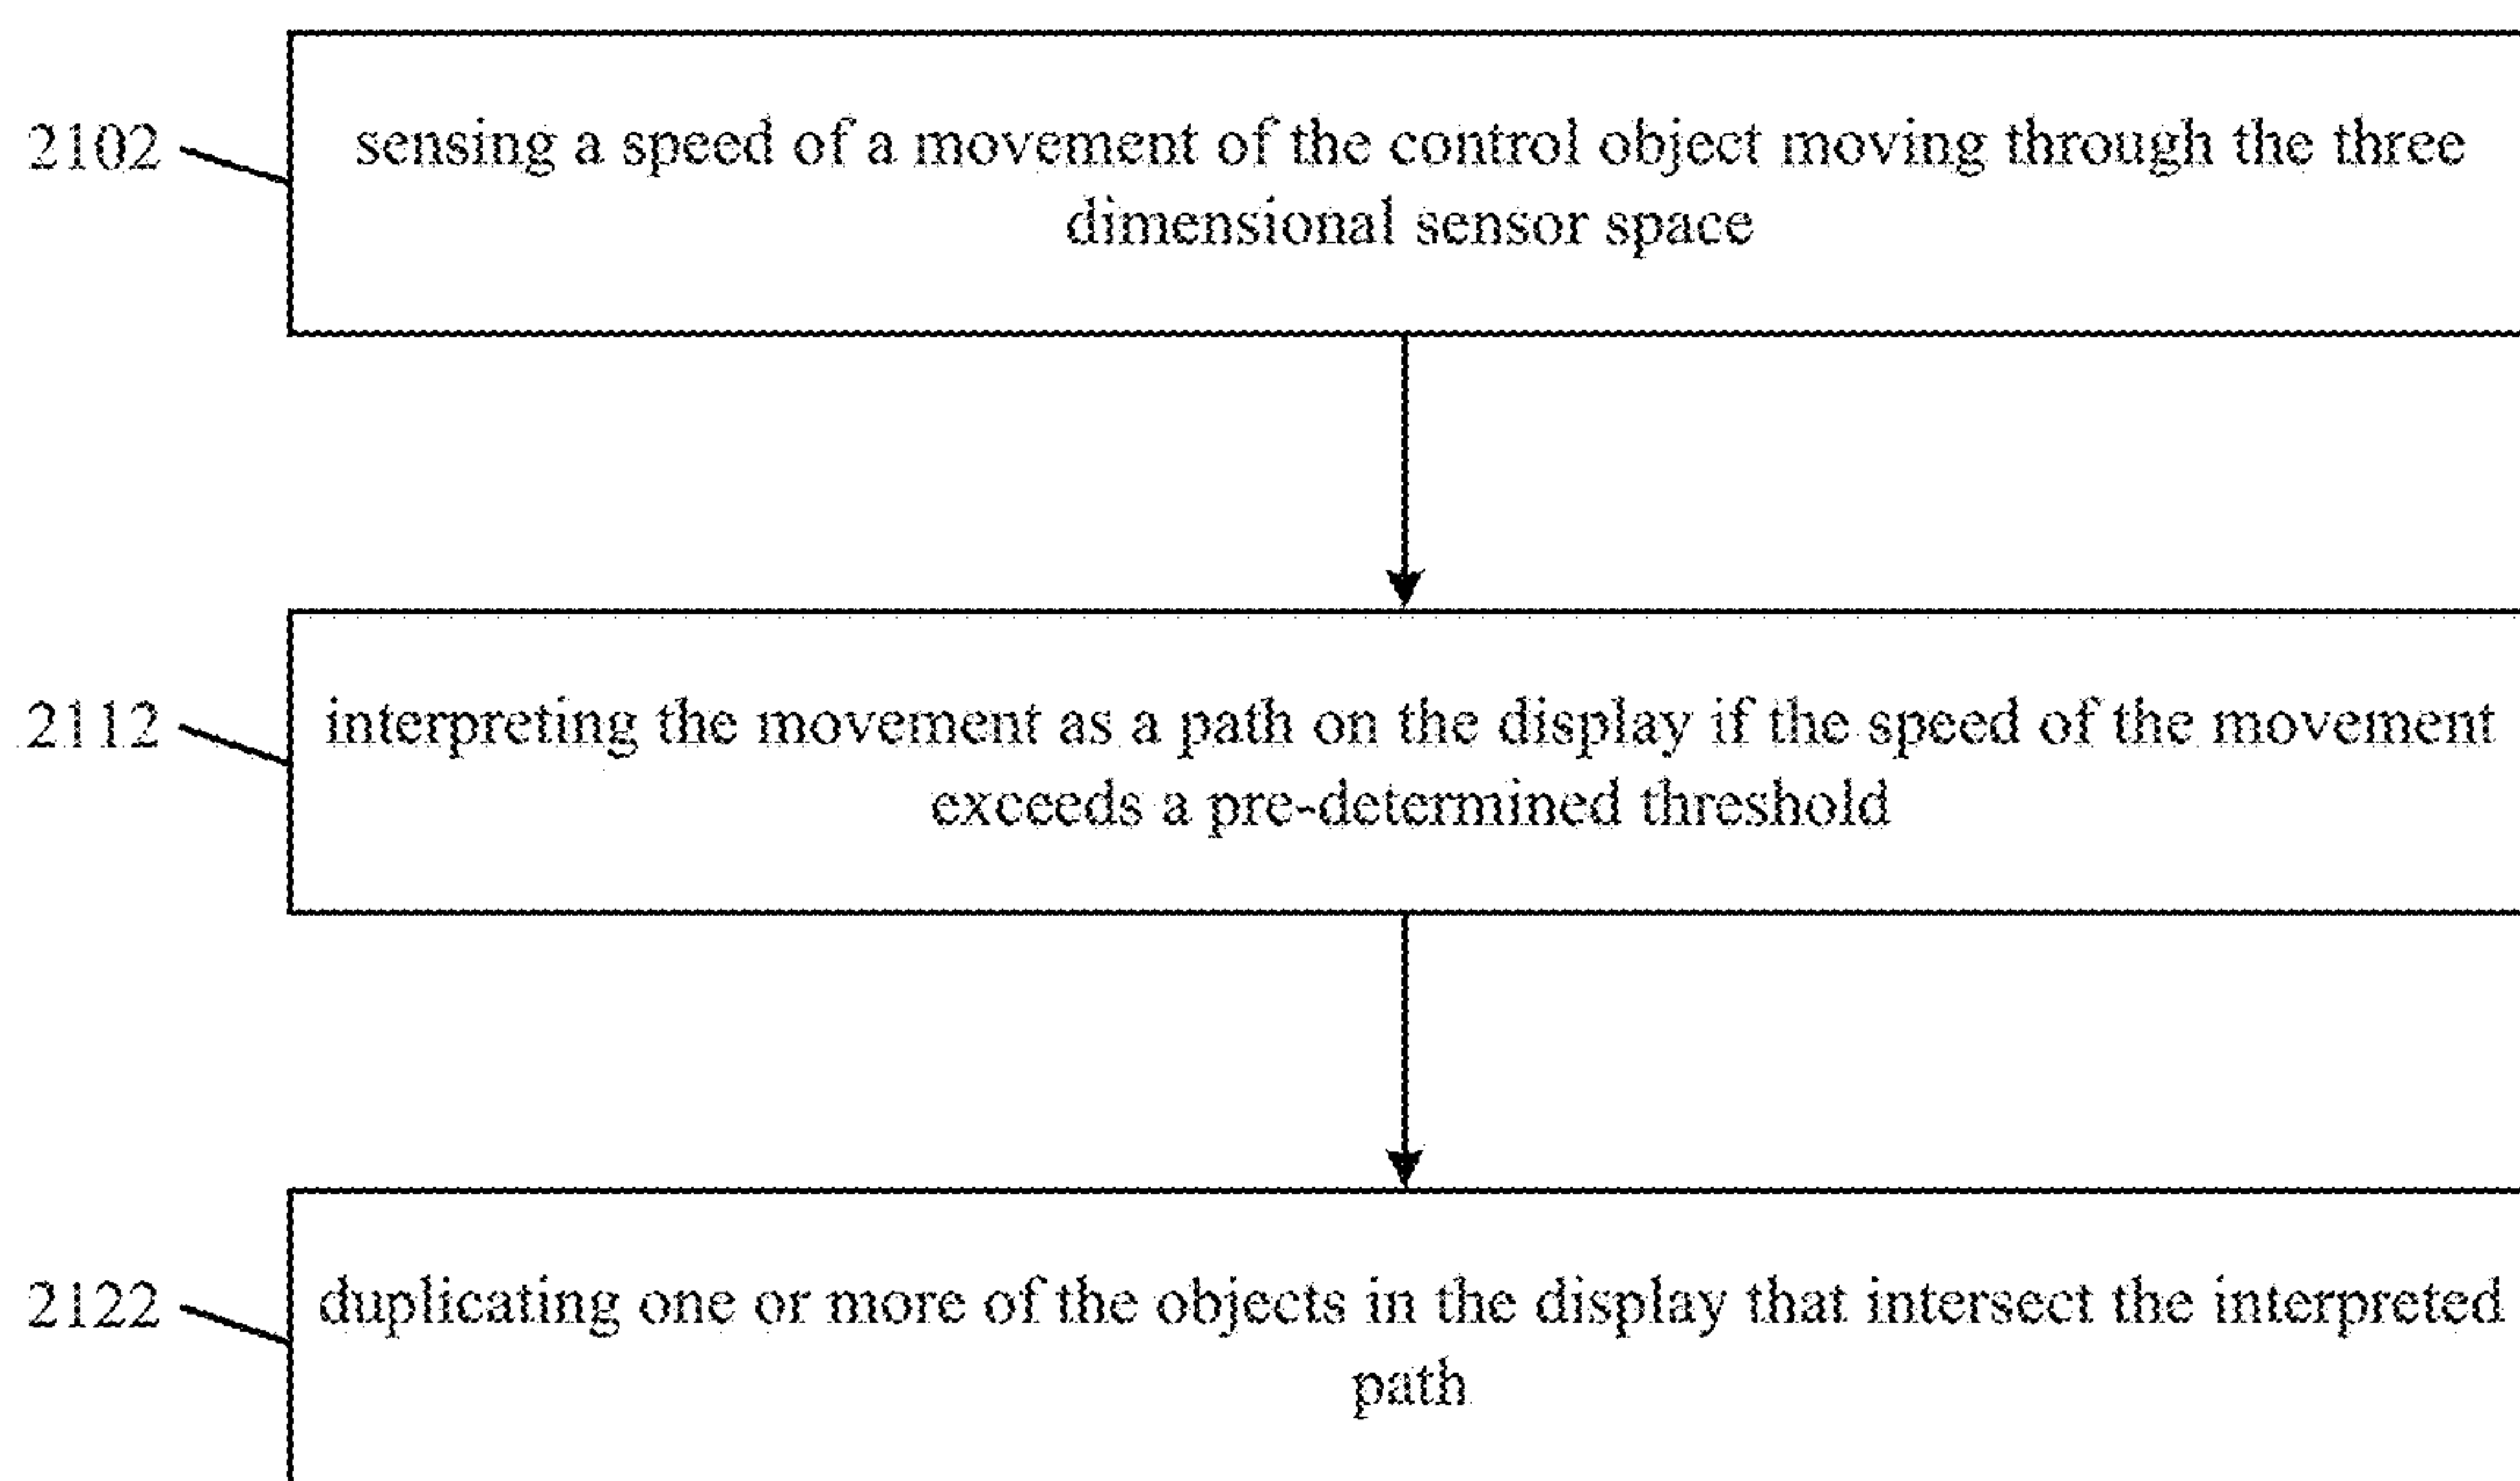 2102
sensing a speed of a movement of the control object moving through the three
dimensional sensor space
2112
interpreting the movement as a path on the display if the speed of the movement
exceeds a pre-determined threshold
2122
duplicating one or more of the objects in the display that intersect the interpreted
path